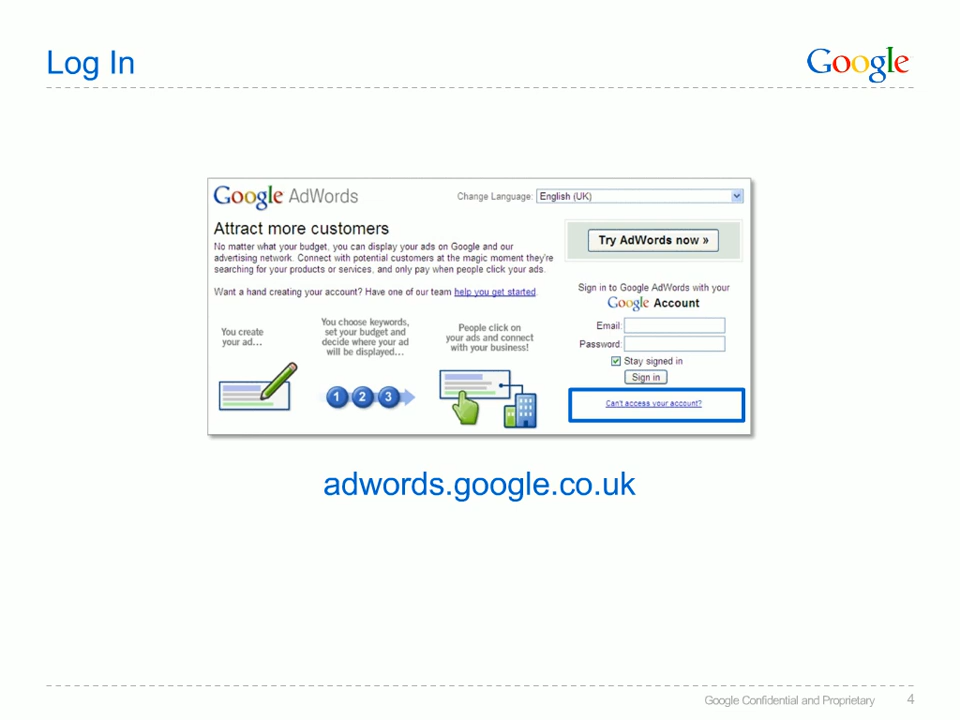 Log In
Google
Google AdWords
Change Language: English (UK)
Attract more customers
No matter what your budget, you can display your ads on Google and our
advertising network. Connect with potential customers at the magic moment they're
searching for your products or services, and only pay when people click your ads.
Want a hand creating your account? Have one of our team help you get started.
You create
your ad...
You choose keywords,
set your budget and
decide where your ad
will be displayed...
People click on
your ads and connect
with your business!
1 2 3
Try AdWords now »
Sign in to Google AdWords with your
Google Account
Email:
Password:
Stay signed in
Sign in
Can't access your account?
adwords.google.co.uk
Google Confidential and Proprietary
4